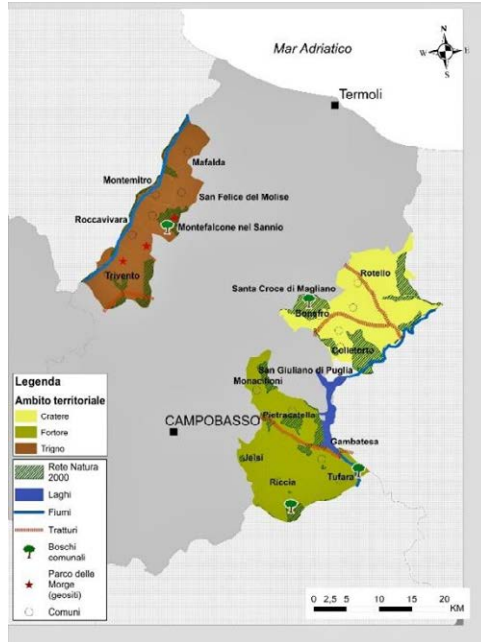 Mar Adriatico
N
W
E
S
Termoli
Mafalda
Montemitro
San Felice del Molise
Roccavivara
Montefalcone nel Sannio
Trivento
Rotello
Santa Croce di Magliano
Bonefro
Colletorto
San Giuliano di Puglia
Monacilioni
Pietracatella
CAMPOBASSO
Gambatesa
Jelsi
Tufara
Riccia
Legenda
Ambito territoriale
Cratere
Fortore
Trigno
Rete Natura
2000
Laghi
Fiumi
Tratturi
Boschi
comunali
Parco delle
Morge
(geositi)
Comuni
0 2,5 5 10 15 20
KM